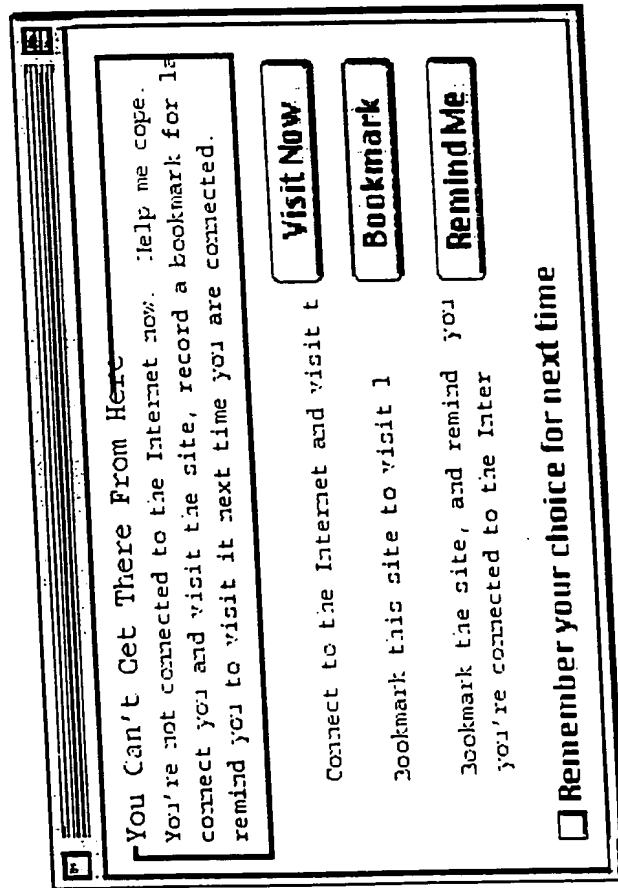 You Can't Get There From Here
You're not connected to the Internet now. Help me cope.
connect you and visit the site, record a bookmark for la
remind you to visit it next time you are connected.
Connect to the Internet and visit t
Visit Now
Bookmark this site to visit l
Bookmark
Bookmark the site, and remind you
you're connected to the Inter
Remind Me
Remember your choice for next time